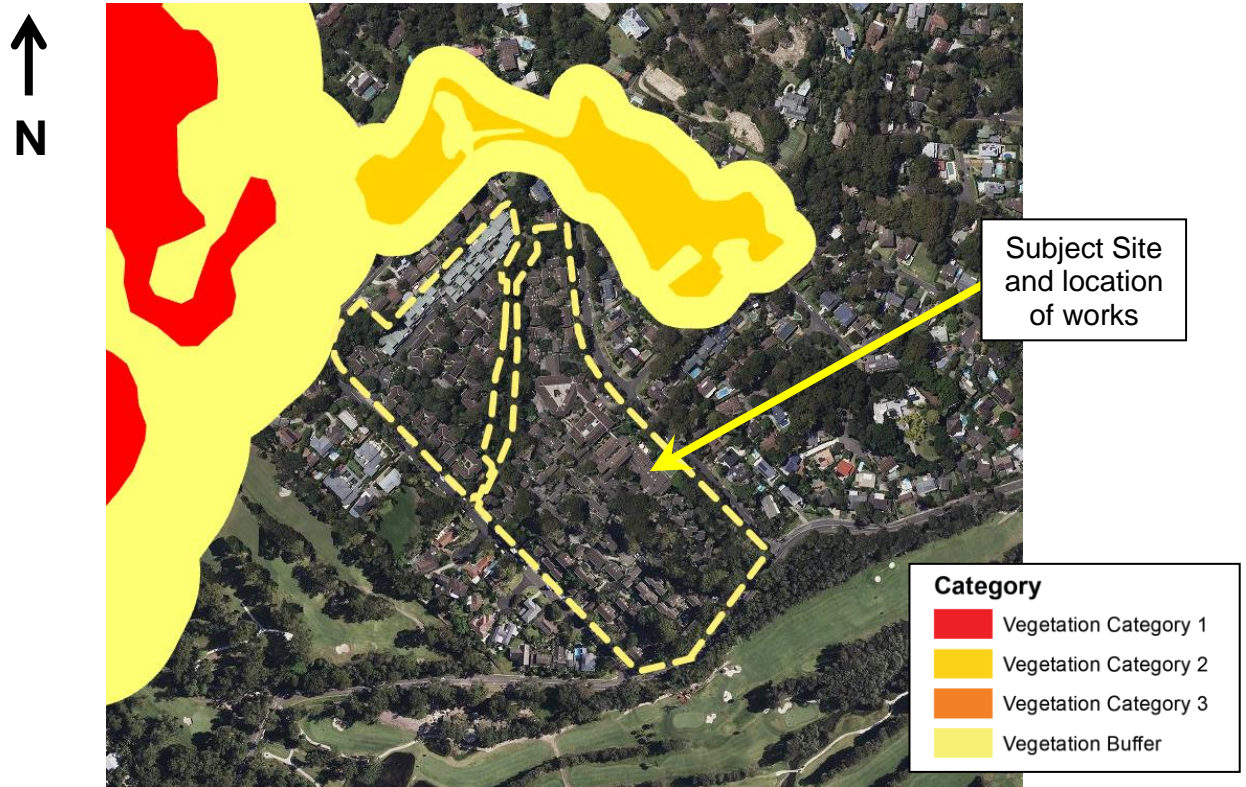 N
Subject Site
and location
of works
Category
Vegetation Category 1
Vegetation Category 2
Vegetation Category 3
Vegetation Buffer